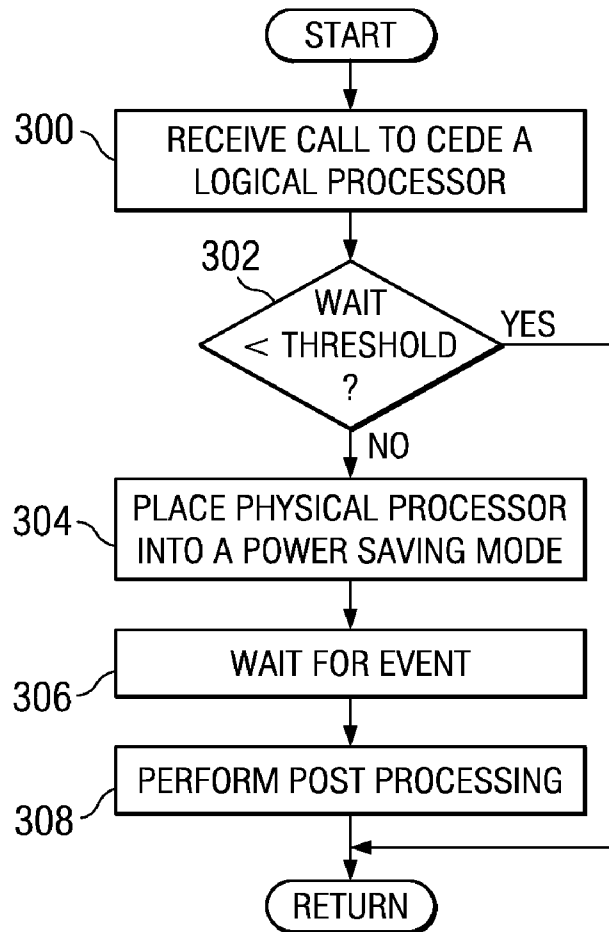 START
300
RECEIVE CALL TO CEDE A
LOGICAL PROCESSOR
302
WAIT
< THRESHOLD
?
YES
NO
304
PLACE PHYSICAL PROCESSOR
INTO A POWER SAVING MODE
WAIT FOR EVENT
306
PERFORM POST PROCESSING
308
RETURN